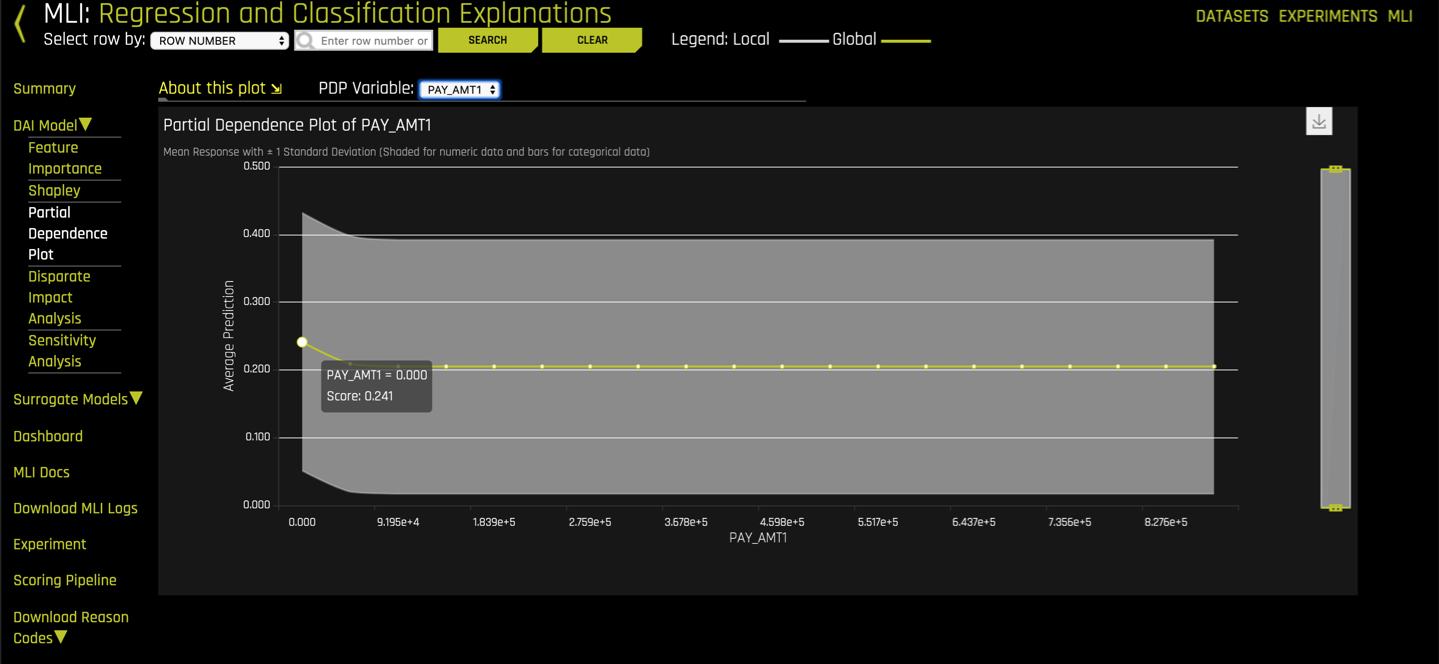 MLI: Regression and Classification Explanations
DATASETS EXPERIMENTS MLI
Select row by: ROW NUMBER Enter row number or SEARCH CLEAR Legend: Local Global
Summary
DAI Model
Feature
Importance
Shapley
Partial
Dependence
Plot
Disparate
Impact
Analysis
Sensitivity
Analysis
Surrogate Models
Dashboard
MLI Docs
Download MLI Logs
Experiment
Scoring Pipeline
Download Reason
Codes
About this plot PDP Variable: PAY_AMT1
Partial Dependence Plot of PAY_AMT1
Mean Response with ± 1 Standard Deviation (Shaded for numeric data and bars for categorical data)
Average Prediction
0.500
0.400
0.300
0.200
0.100
0.000
PAY_AMT1 = 0.000
Score: 0.241
0.000 9.195e+4 1.839e+5 2.759e+5 3.678e+5 4.598e+5 5.517e+5 6.437e+5 7.356e+5 8.276e+5
PAY_AMT1